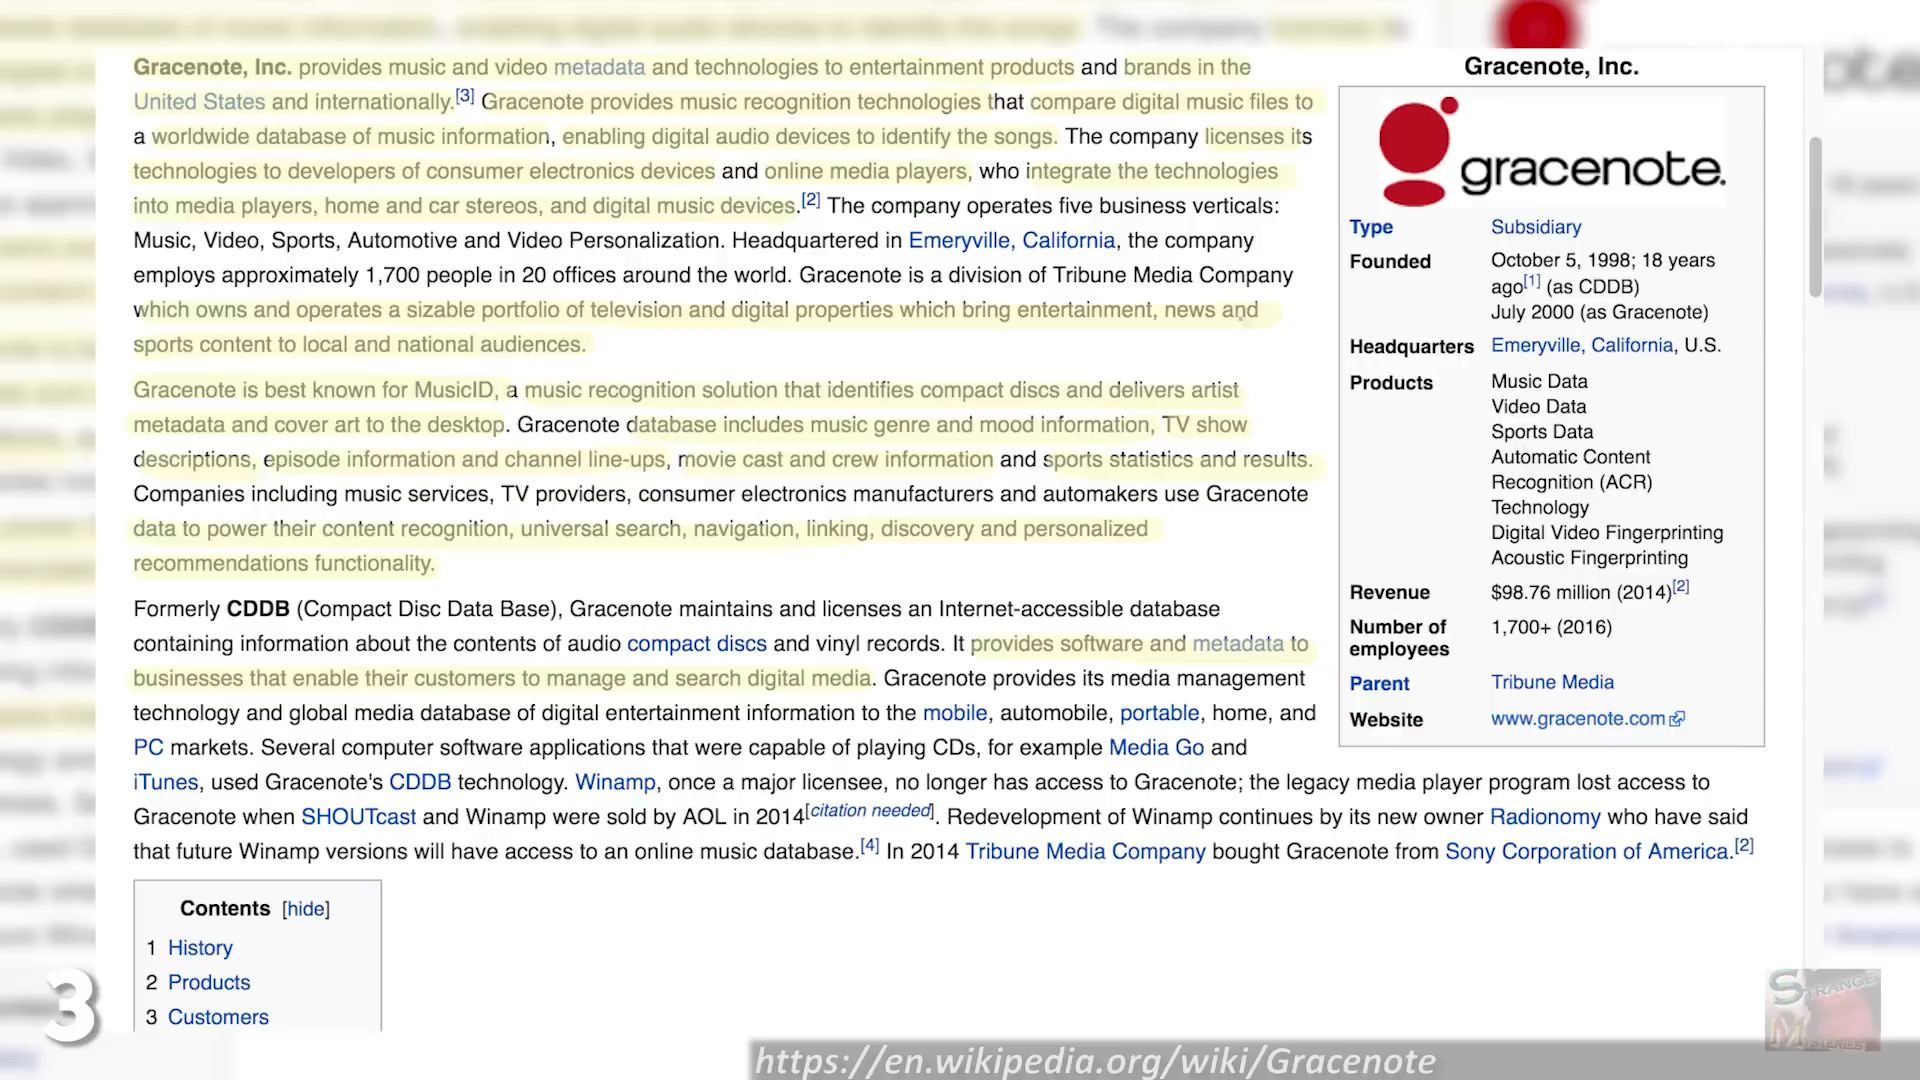 Gracenote, Inc. provides music and video metadata and technologies to entertainment products and brands in the
United States and internationally.[3] Gracenote provides music recognition technologies that compare digital music files to
a worldwide database of music information, enabling digital audio devices to identify the songs. The company licenses its
technologies to developers of consumer electronics devices and online media players, who integrate the technologies
into media players, home and car stereos, and digital music devices.[2] The company operates five business verticals:
Music, Video, Sports, Automotive and Video Personalization. Headquartered in Emeryville, California, the company
employs approximately 1,700 people in 20 offices around the world. Gracenote is a division of Tribune Media Company
which owns and operates a sizable portfolio of television and digital properties which bring entertainment, news and
sports content to local and national audiences.
Gracenote is best known for MusicID, a music recognition solution that identifies compact discs and delivers artist
metadata and cover art to the desktop. Gracenote database includes music genre and mood information, TV show
descriptions, episode information and channel line-ups, movie cast and crew information and sports statistics and results.
Companies including music services, TV providers, consumer electronics manufacturers and automakers use Gracenote
data to power their content recognition, universal search, navigation, linking, discovery and personalized
recommendations functionality.
Formerly CDDB (Compact Disc Data Base), Gracenote maintains and licenses an Internet-accessible database
containing information about the contents of audio compact discs and vinyl records. It provides software and metadata to
businesses that enable their customers to manage and search digital media. Gracenote provides its media management
technology and global media database of digital entertainment information to the mobile, automobile, portable, home, and
PC markets. Several computer software applications that were capable of playing CDs, for example Media Go and
iTunes, used Gracenote's CDDB technology. Winamp, once a major licensee, no longer has access to Gracenote; the legacy media player program lost access to
Gracenote when SHOUTcast and Winamp were sold by AOL in 2014[citation needed]. Redevelopment of Winamp continues by its new owner Radionomy who have said
that future Winamp versions will have access to an online music database.[4] In 2014 Tribune Media Company bought Gracenote from Sony Corporation of America.[2]
Gracenote, Inc.
gracenote.
Type Subsidiary
Founded October 5, 1998; 18 years
ago[1] (as CDDB)
July 2000 (as Gracenote)
Headquarters Emeryville, California, U.S.
Products Music Data
Video Data
Sports Data
Automatic Content
Recognition (ACR)
Technology
Digital Video Fingerprinting
Acoustic Fingerprinting
Revenue $98.76 million (2014)[2]
Number of 1,700+ (2016)
employees
Parent Tribune Media
Website www.gracenote.com
Contents [hide]
1 History
2 Products
3 Customers
3
STRANGE
MYSTERIES
https://en.wikipedia.org/wiki/Gracenote